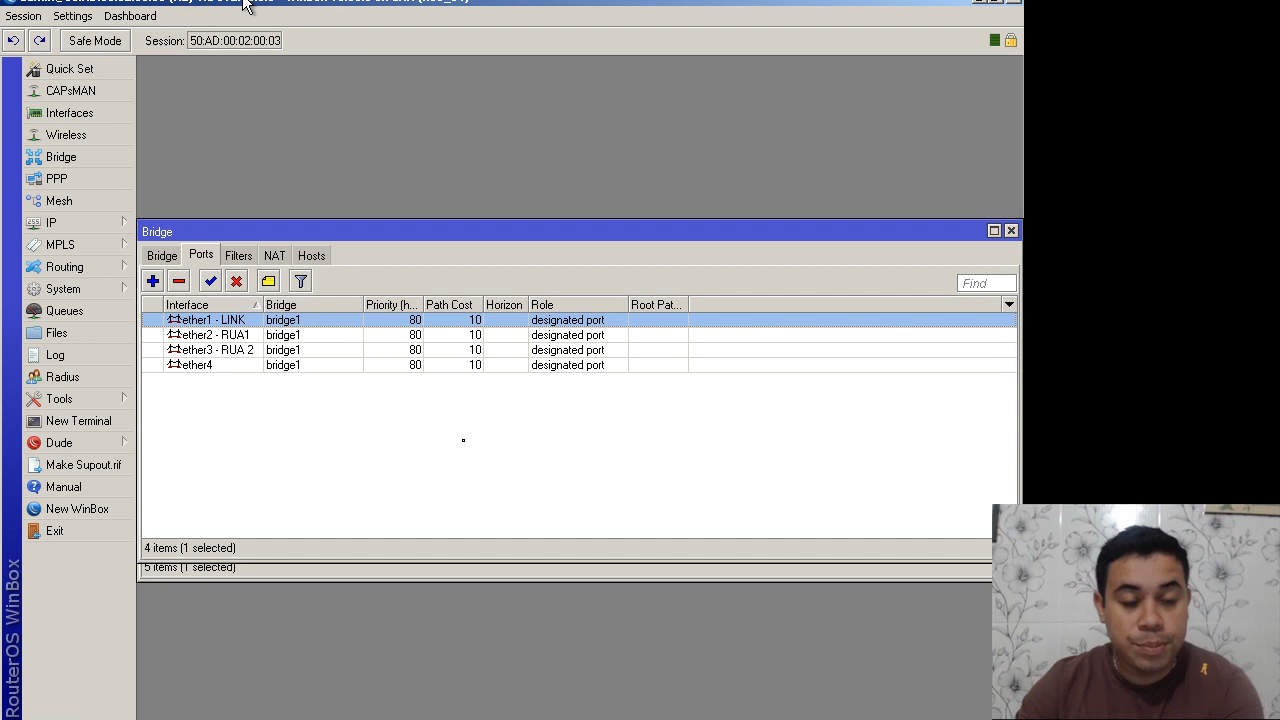 Session Settings Dashboard
Safe Mode Session: 50:AD:00:02:00:03
Quick Set
CAPsMAN
Interfaces
Wireless
Bridge
PPP
Mesh
IP
MPLS
Routing
System
Queues
Files
Log
Radius
Tools
New Terminal
Dude
Make Supout.rif
Manual
New WinBox
Exit
RouterOS WinBox
Bridge
Bridge Ports Filters NAT Hosts
Find
Interface Bridge Priority (h... Path Cost Horizon Role Root Pat...
ether1 - LINK bridge1 80 10 designated port
ether2 - RUA1 bridge1 80 10 designated port
ether3 - RUA 2 bridge1 80 10 designated port
ether4 bridge1 80 10 designated port
4 items (1 selected)
5 items (1 selected)